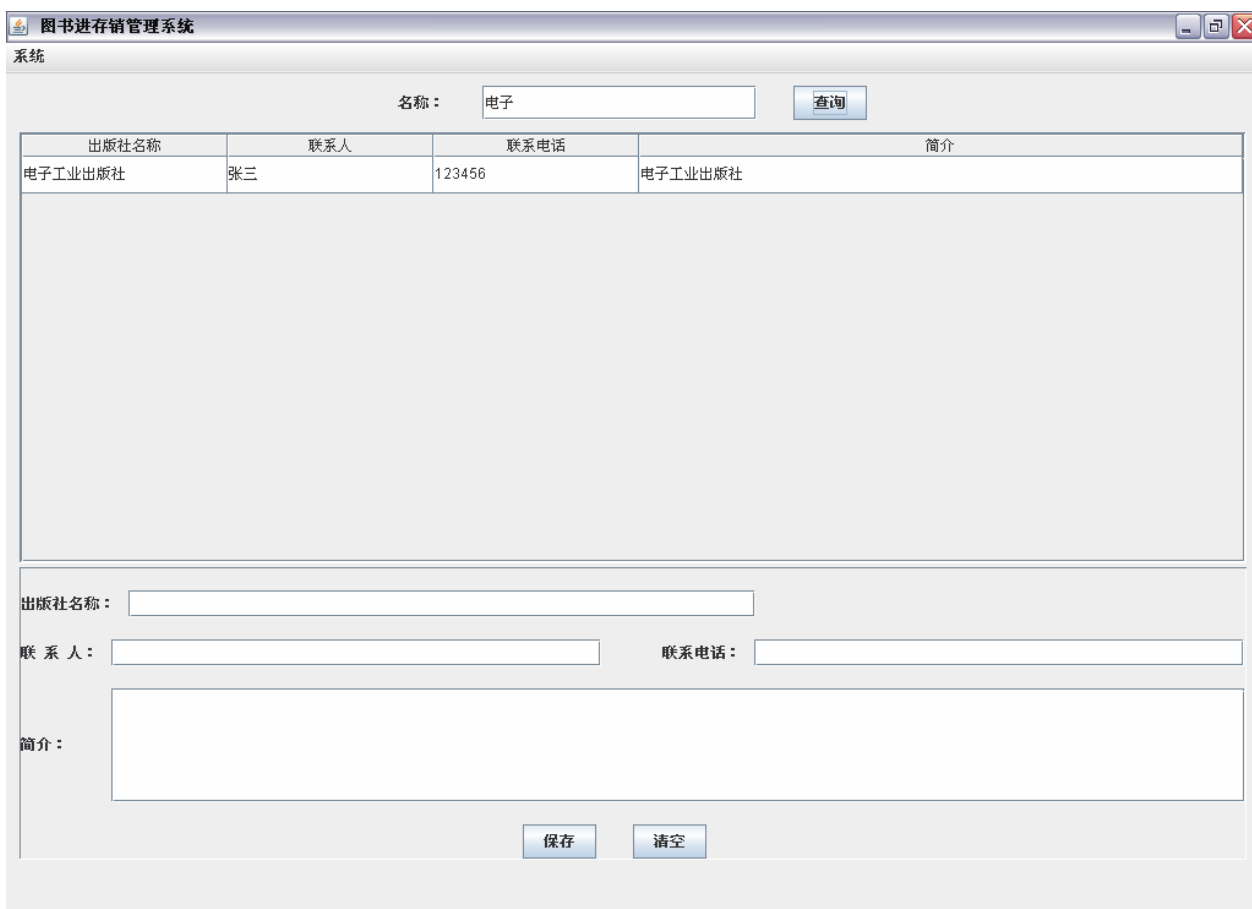 图书进存销管理系统
系统
名称： 电子 查询
出版社名称 联系人 联系电话 简介
电子工业出版社 张三 123456 电子工业出版社
出版社名称：
联 系 人： 联系电话：
简介：
保存 清空